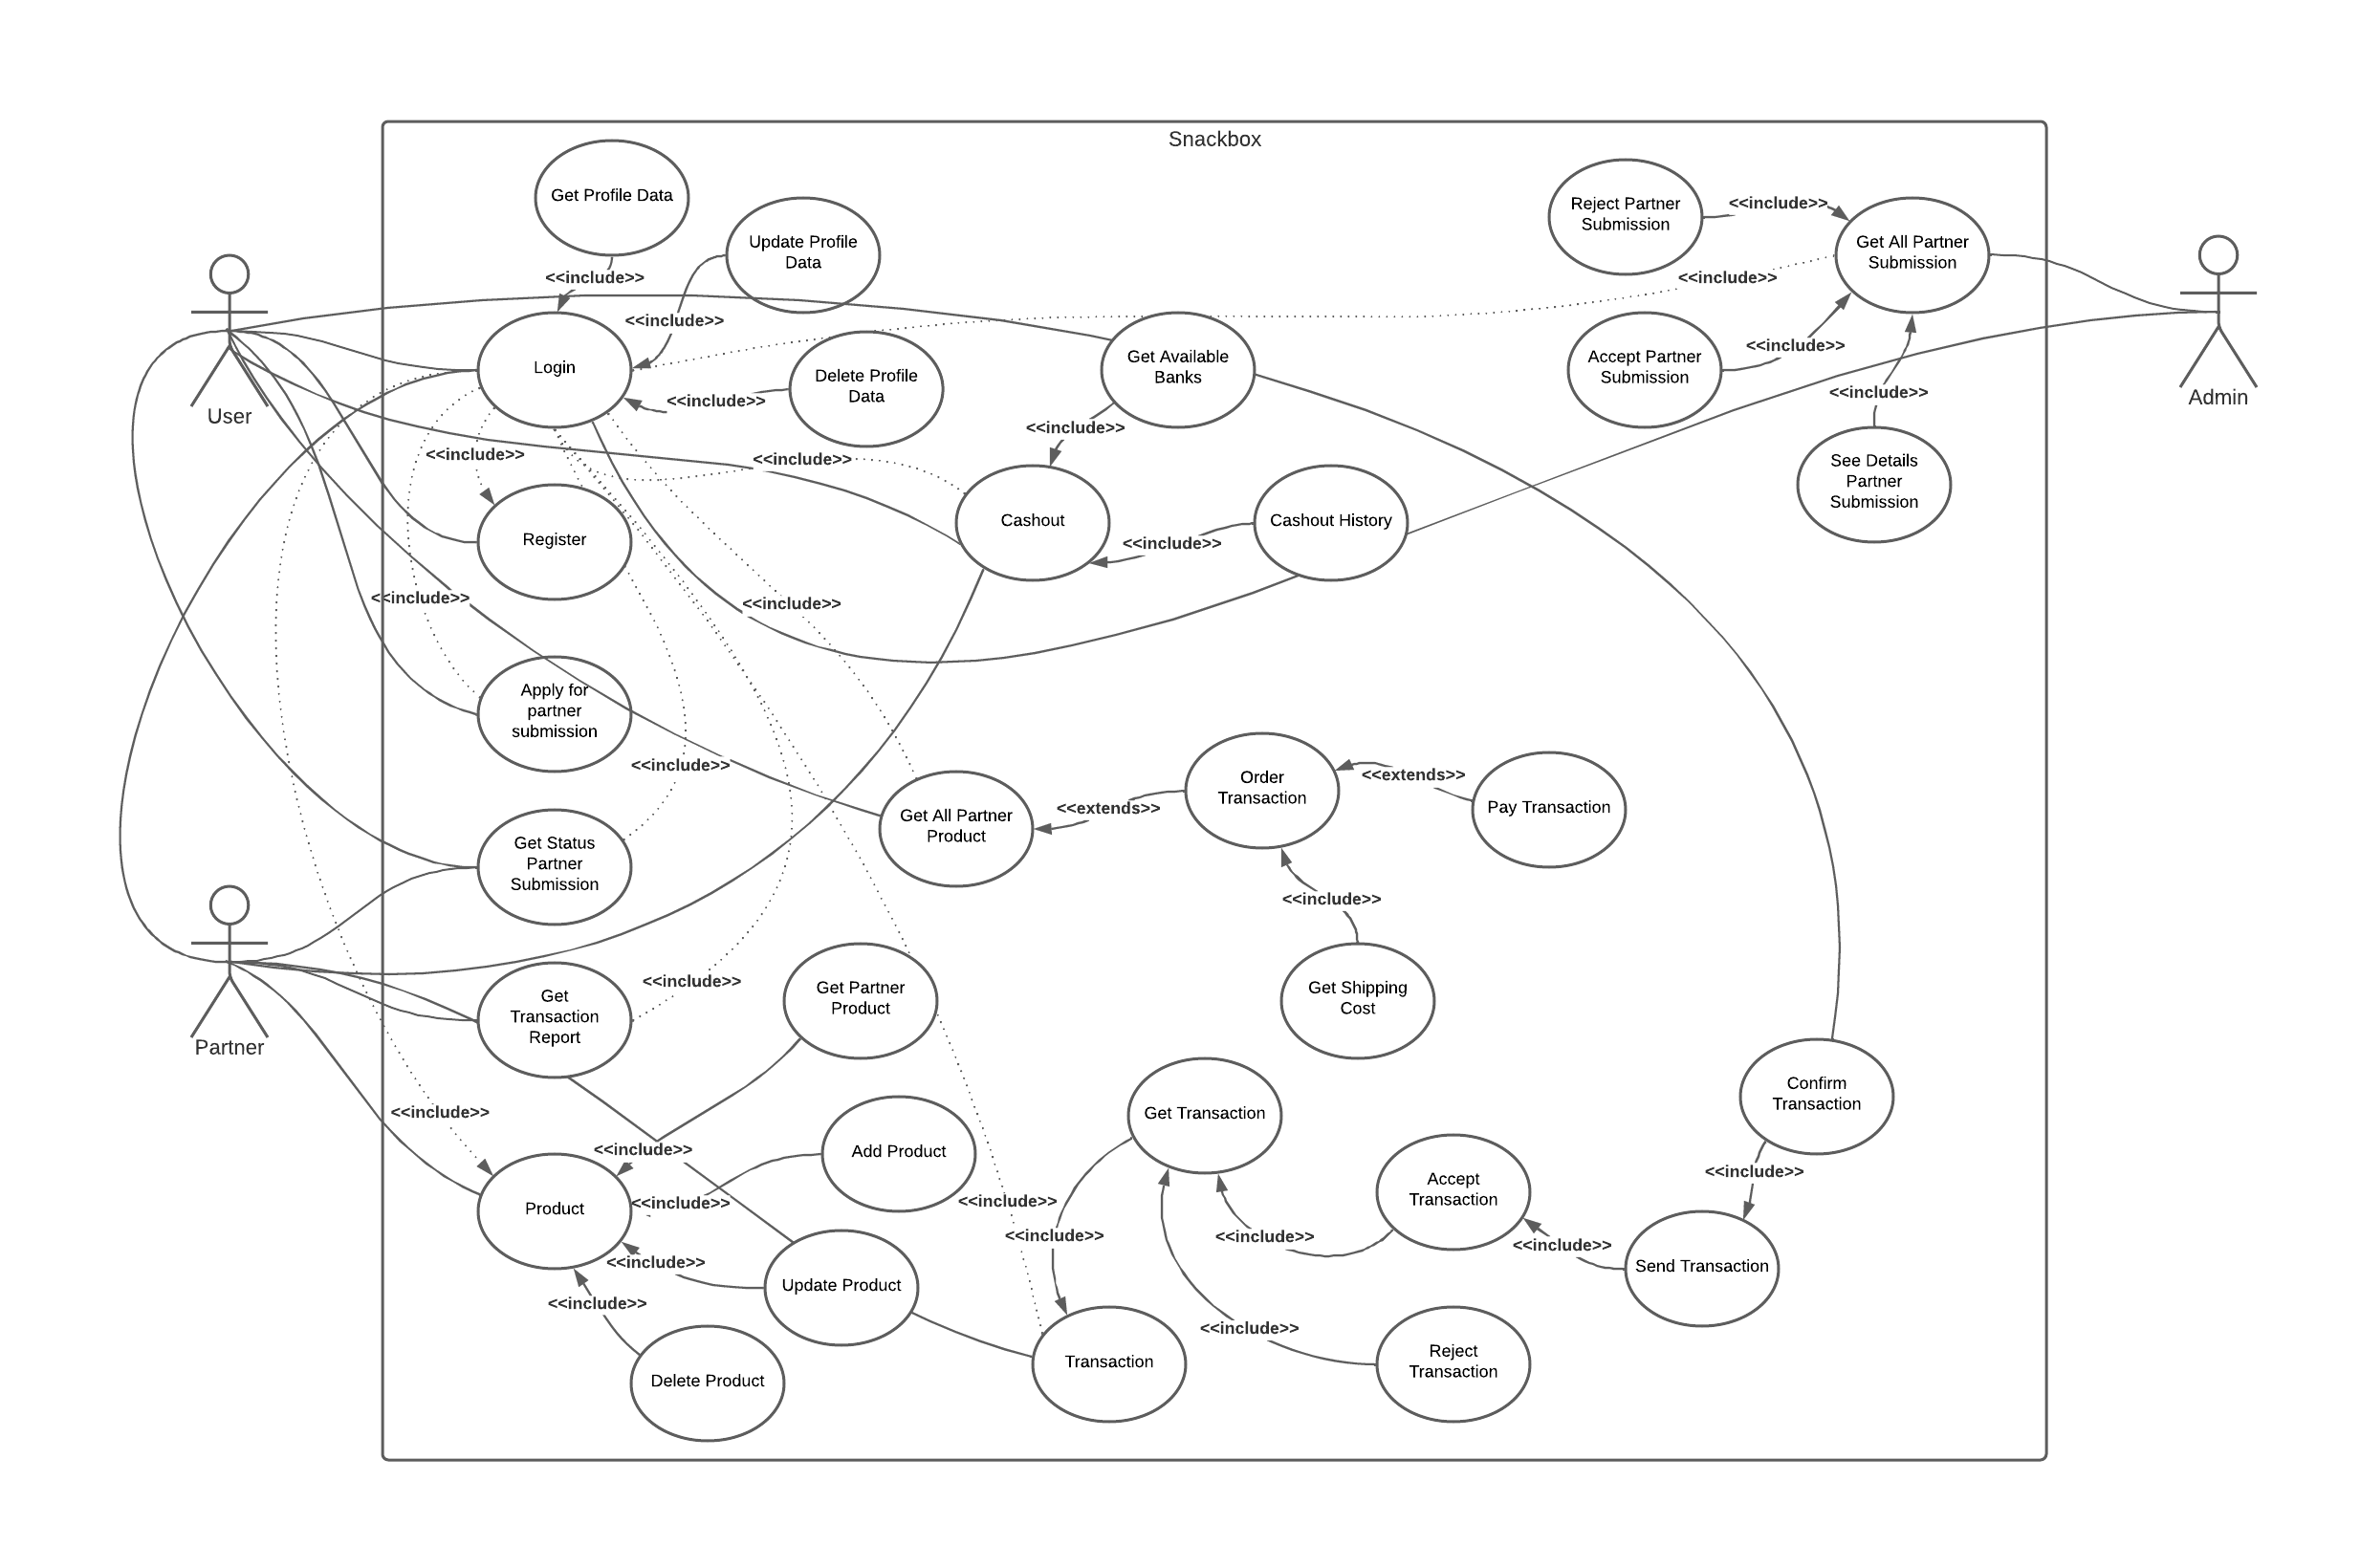 Snackbox
Get Profile Data
Update Profile
Data
Reject Partner
Submission
<<include>>
Get All Partner
Submission
<<include>>
<<include>>
<<include>>
Login
Delete Profile
Data
<<include>>
Get Available
Banks
Accept Partner
Submission
<<include>>
<<include>>
User
Admin
<<include>>
<<include>>
<<include>>
See Details
Partner
Submission
Register
Cashout
<<include>>
Cashout History
<<include>>
<<include>>
Apply for
partner
submission
<<include>>
Get All Partner
Product
<<extends>>
Order
Transaction
<<extends>>
Pay Transaction
Get Status
Partner
Submission
<<include>>
Get Shipping
Cost
Get
Transaction
Report
<<include>>
Get Partner
Product
Partner
<<include>>
<<include>>
Add Product
Get Transaction
Confirm
Transaction
Product
<<include>>
<<include>>
<<include>>
<<include>>
Accept
Transaction
<<include>>
<<include>>
Send Transaction
<<include>>
Update Product
<<include>>
<<include>>
Delete Product
Transaction
Reject
Transaction